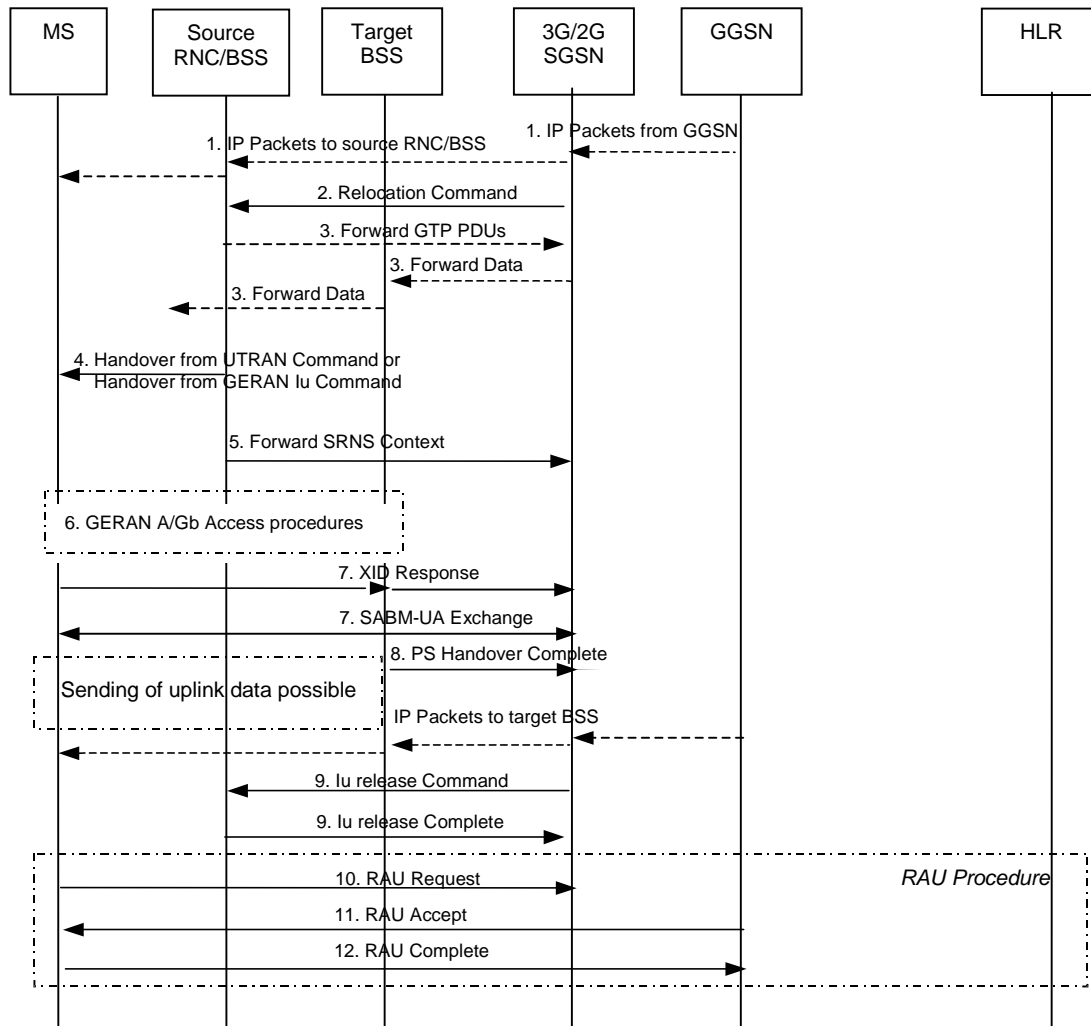 MS
Source
RNC/BSS
Target
BSS
3G/2G
SGSN
GGSN
HLR
1. IP Packets from GGSN
1. IP Packets to source RNC/BSS
2. Relocation Command
3. Forward GTP PDUs
3. Forward Data
3. Forward Data
4. Handover from UTRAN Command or
Handover from GERAN Iu Command
5. Forward SRNS Context
6. GERAN A/Gb Access procedures
7. XID Response
7. SABM-UA Exchange
8. PS Handover Complete
Sending of uplink data possible
IP Packets to target BSS
9. Iu release Command
9. Iu release Complete
10. RAU Request
RAU Procedure
11. RAU Accept
12. RAU Complete